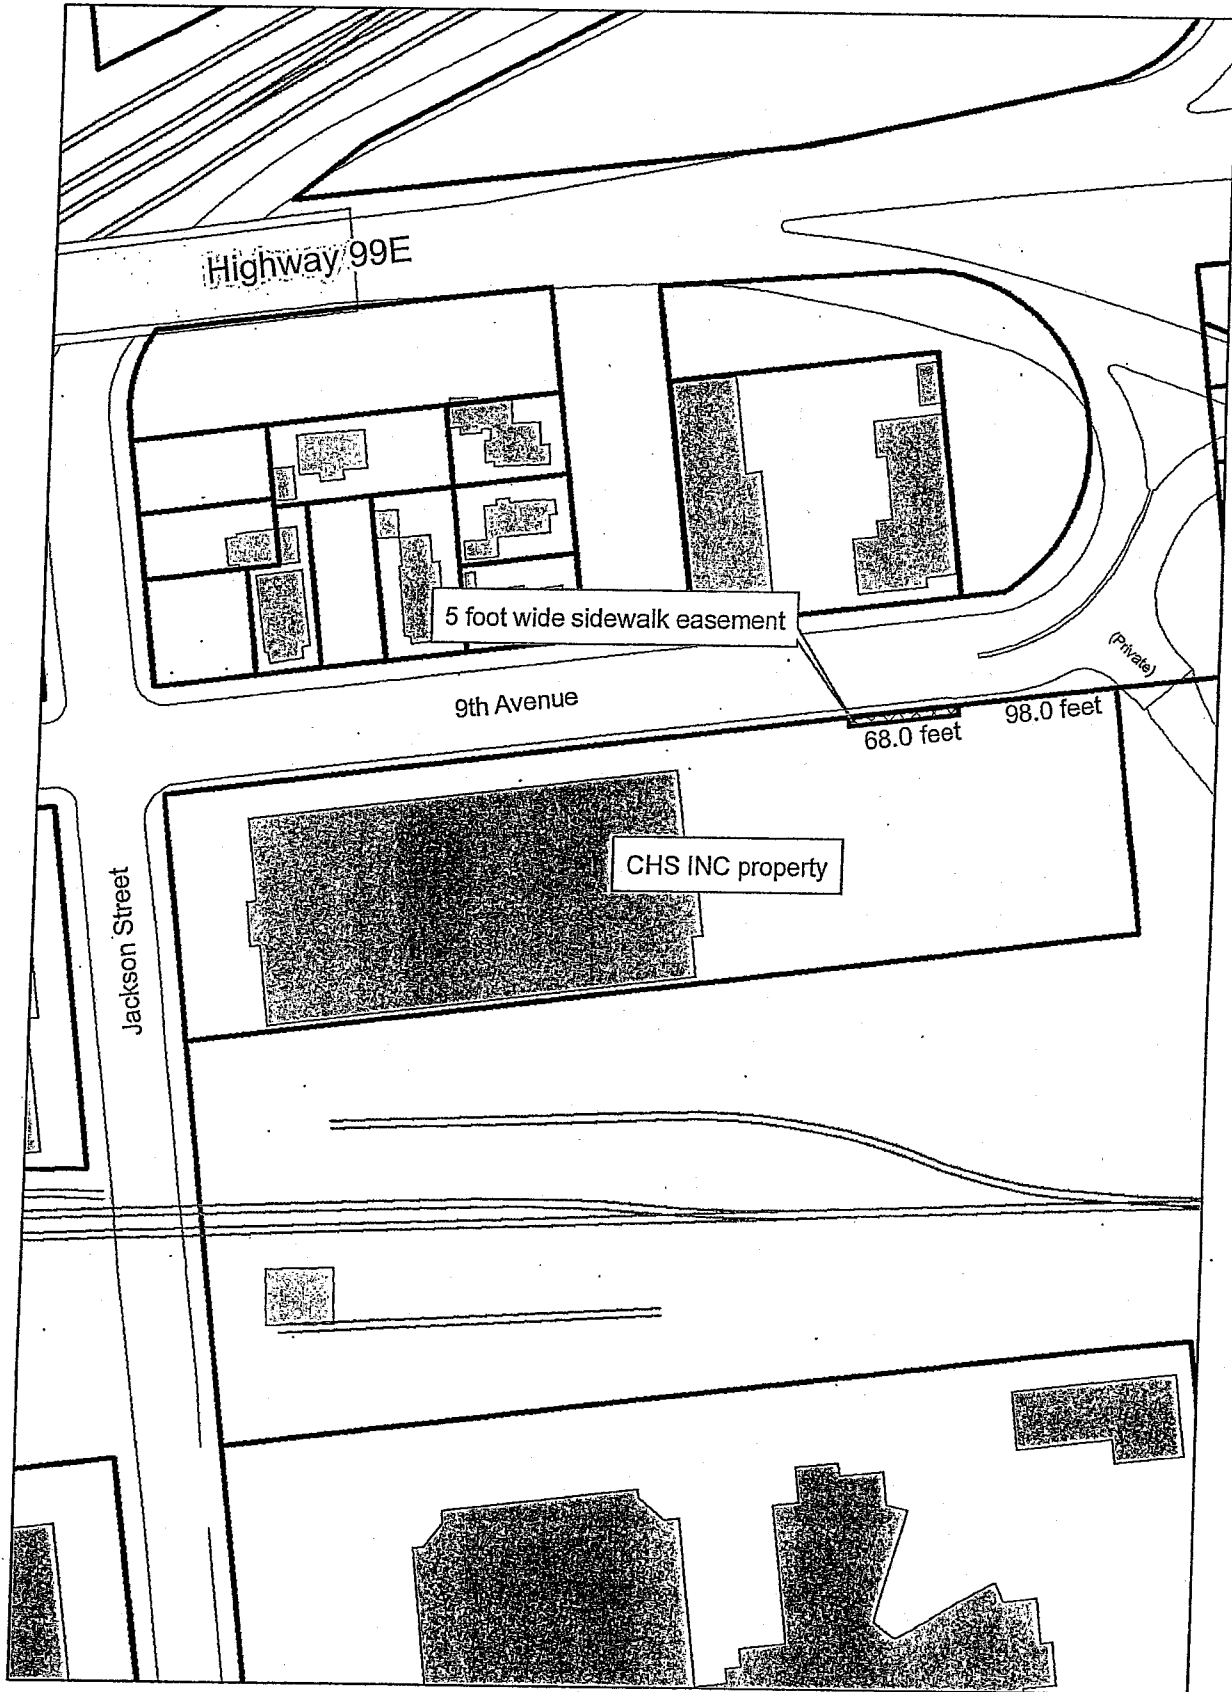 Highway 99E
5 foot wide sidewalk easement
(Private)
9th Avenue
98.0 feet
68.0 feet
CHS INC property
Jackson Street